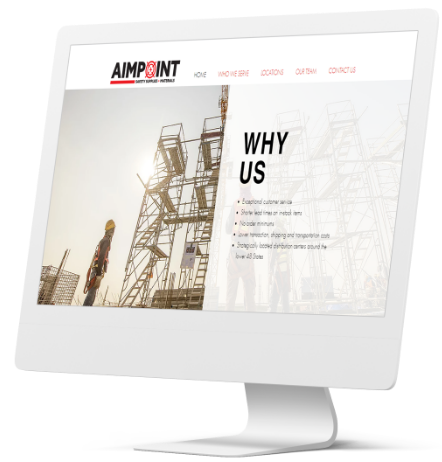 AIMPOINT
SAFETY SUPPLIES + MATERIALS
HOME WHO WE SERVE LOCATIONS OUR TEAM CONTACT US
WHY
US
• Exceptional customer service
• Shorter lead times on instock items
• No order minimums
• Lower transaction, shipping and transportation costs
• Strategically located distribution centers around the
lower 48 States